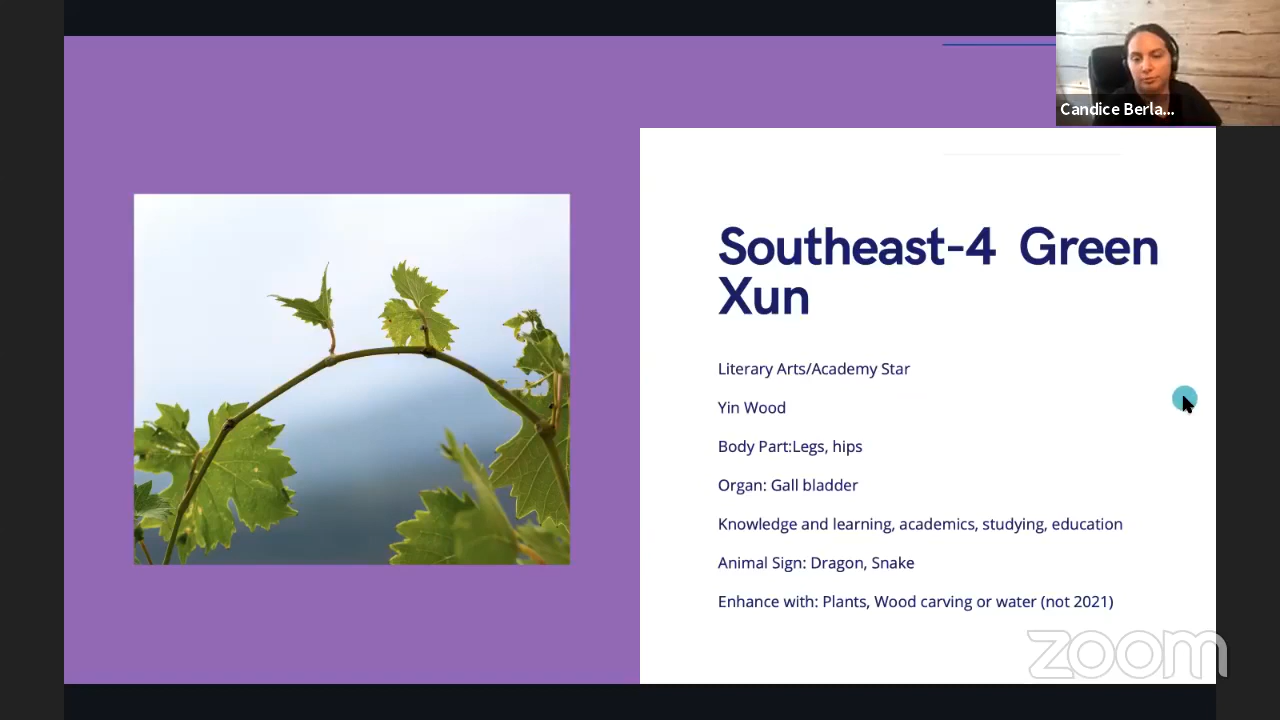 Candice Berla...
Southeast-4 Green
Xun
Literary Arts/Academy Star
Yin Wood
Body Part:Legs, hips
Organ: Gall bladder
Knowledge and learning, academics, studying, education
Animal Sign: Dragon, Snake
Enhance with: Plants, Wood carving or water (not 2021)
zoom